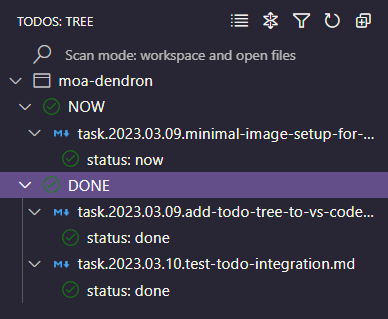 TODOS: TREE
Scan mode: workspace and open files
moa-dendron
NOW
task.2023.03.09.minimal-image-setup-for-...
status: now
DONE
task.2023.03.09.add-todo-tree-to-vs-code...
status: done
task.2023.03.10.test-todo-integration.md
status: done